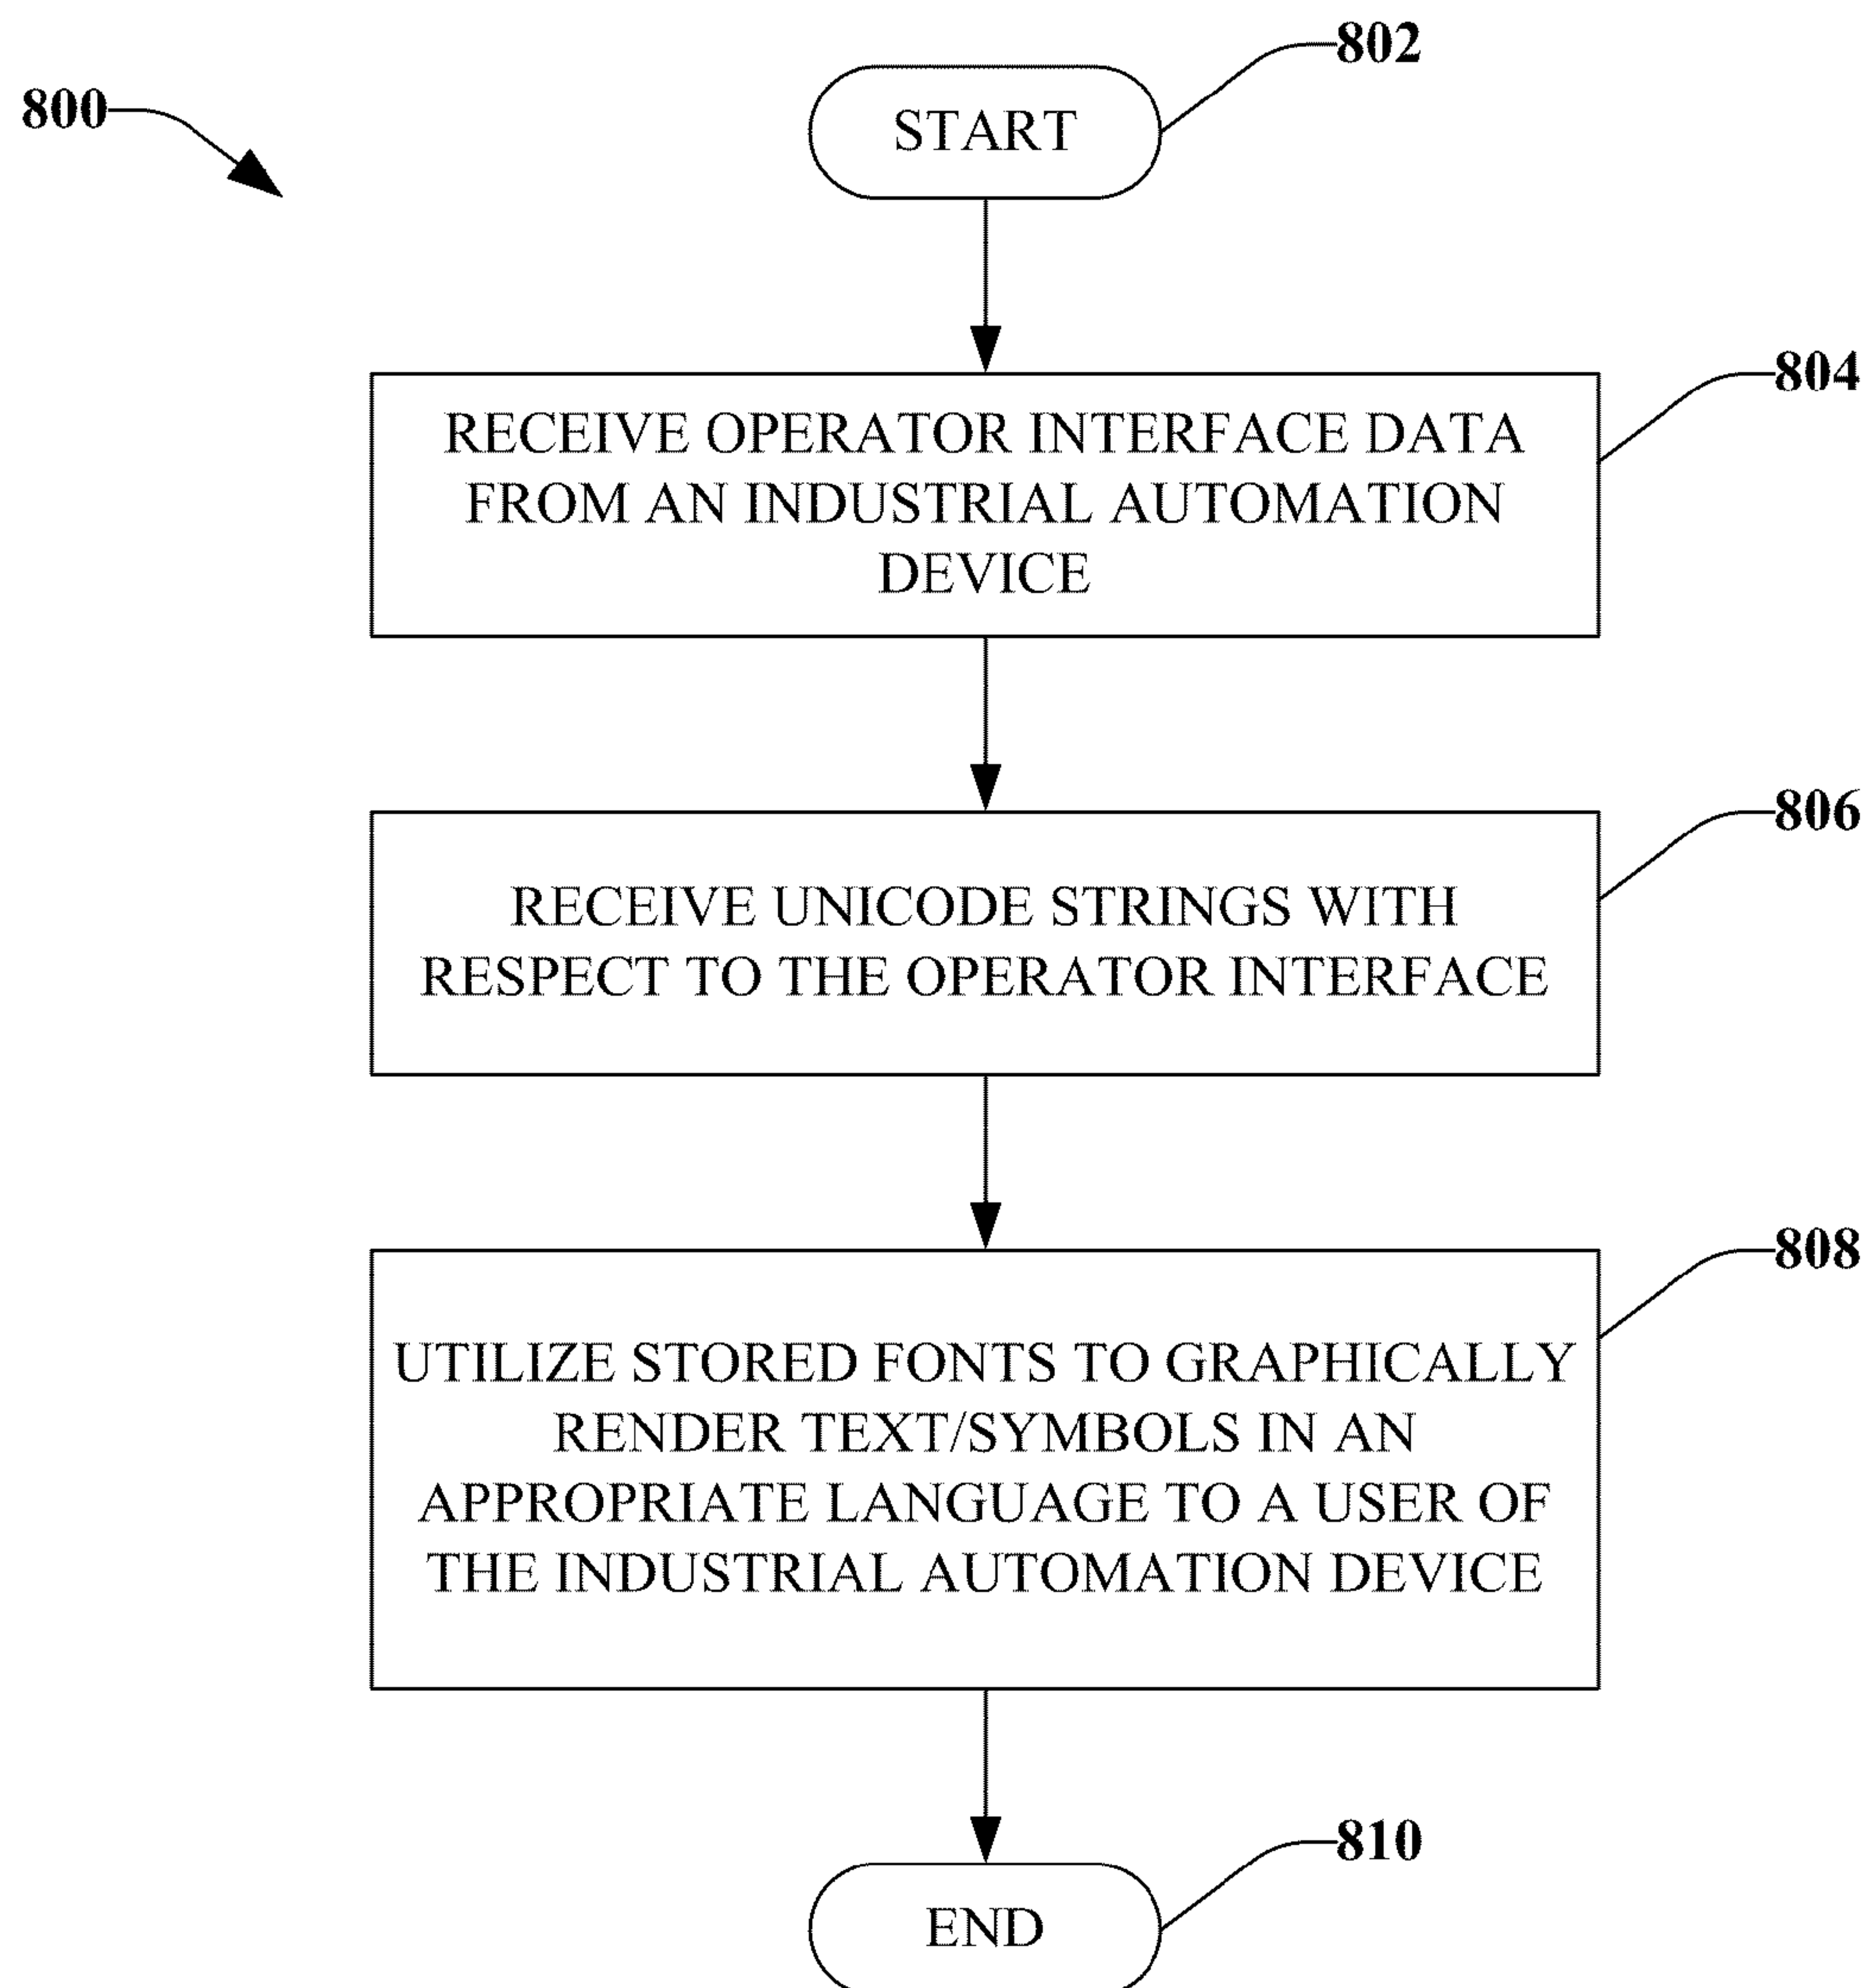 802
800
START
804
RECEIVE OPERATOR INTERFACE DATA
FROM AN INDUSTRIAL AUTOMATION
DEVICE
806
RECEIVE UNICODE STRINGS WITH
RESPECT TO THE OPERATOR INTERFACE
808
UTILIZE STORED FONTS TO GRAPHICALLY
RENDER TEXT/SYMBOLS IN AN
APPROPRIATE LANGUAGE TO A USER OF
THE INDUSTRIAL AUTOMATION DEVICE
810
END